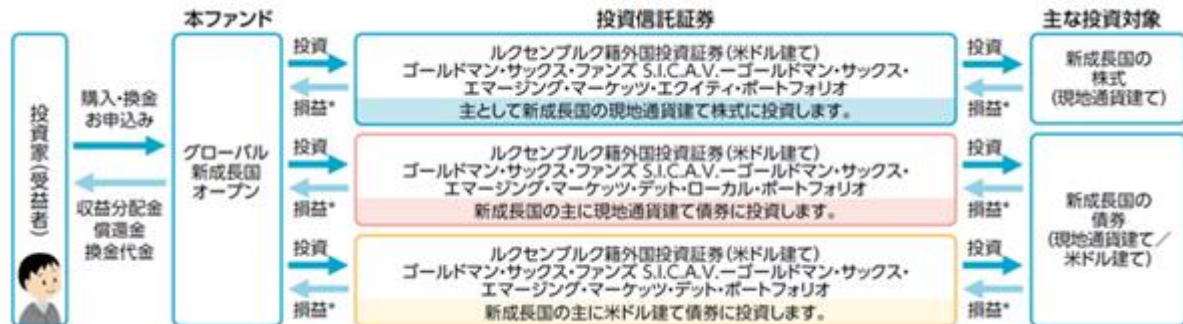 本ファンド
投資信託証券
主な投資対象
投資家(受益者)
購入・換金
お申込み
収益分配金
償還金
換金代金
グローバル
新成長国
オープン
投資
損益*
ルクセンブルク籍外国投資証券(米ドル建て)
ゴールドマン・サックス・ファンズ S.I.C.A.V.ーゴールドマン・サックス・
エマージング・マーケッツ・エクイティ・ポートフォリオ
主として新成長国の現地通貨建て株式に投資します。
投資
損益*
新成長国の
株式
(現地通貨建て)
投資
損益*
ルクセンブルク籍外国投資証券(米ドル建て)
ゴールドマン・サックス・ファンズ S.I.C.A.V.ーゴールドマン・サックス・
エマージング・マーケッツ・デット・ローカル・ポートフォリオ
新成長国の主に現地通貨建て債券に投資します。
投資
損益*
新成長国の
債券
(現地通貨建て/
米ドル建て)
投資
損益*
ルクセンブルク籍外国投資証券(米ドル建て)
ゴールドマン・サックス・ファンズ S.I.C.A.V.ーゴールドマン・サックス・
エマージング・マーケッツ・デット・ポートフォリオ
新成長国の主に米ドル建て債券に投資します。
投資
損益*